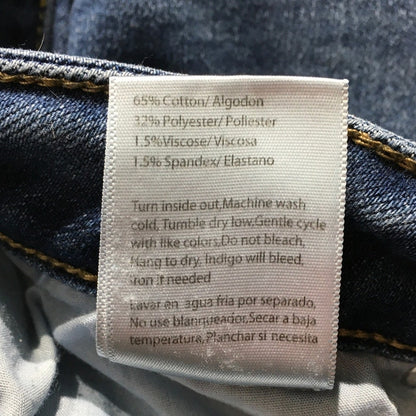 65% Cotton/ Algodon
32% Polyester/ Poliester
1.5%Viscose/ Viscosa
1.5% Spandex/ Elastano
Turn inside out,Machine wash
cold, Tumble dry low,Gentle cycle
with like colors,Do not bleach,
Hang to dry, Indigo will bleed,
iron if needed
Lavar en agua fria por separado,
No use blanqueador,Secar a baja
temperatura,Planchar si necesita